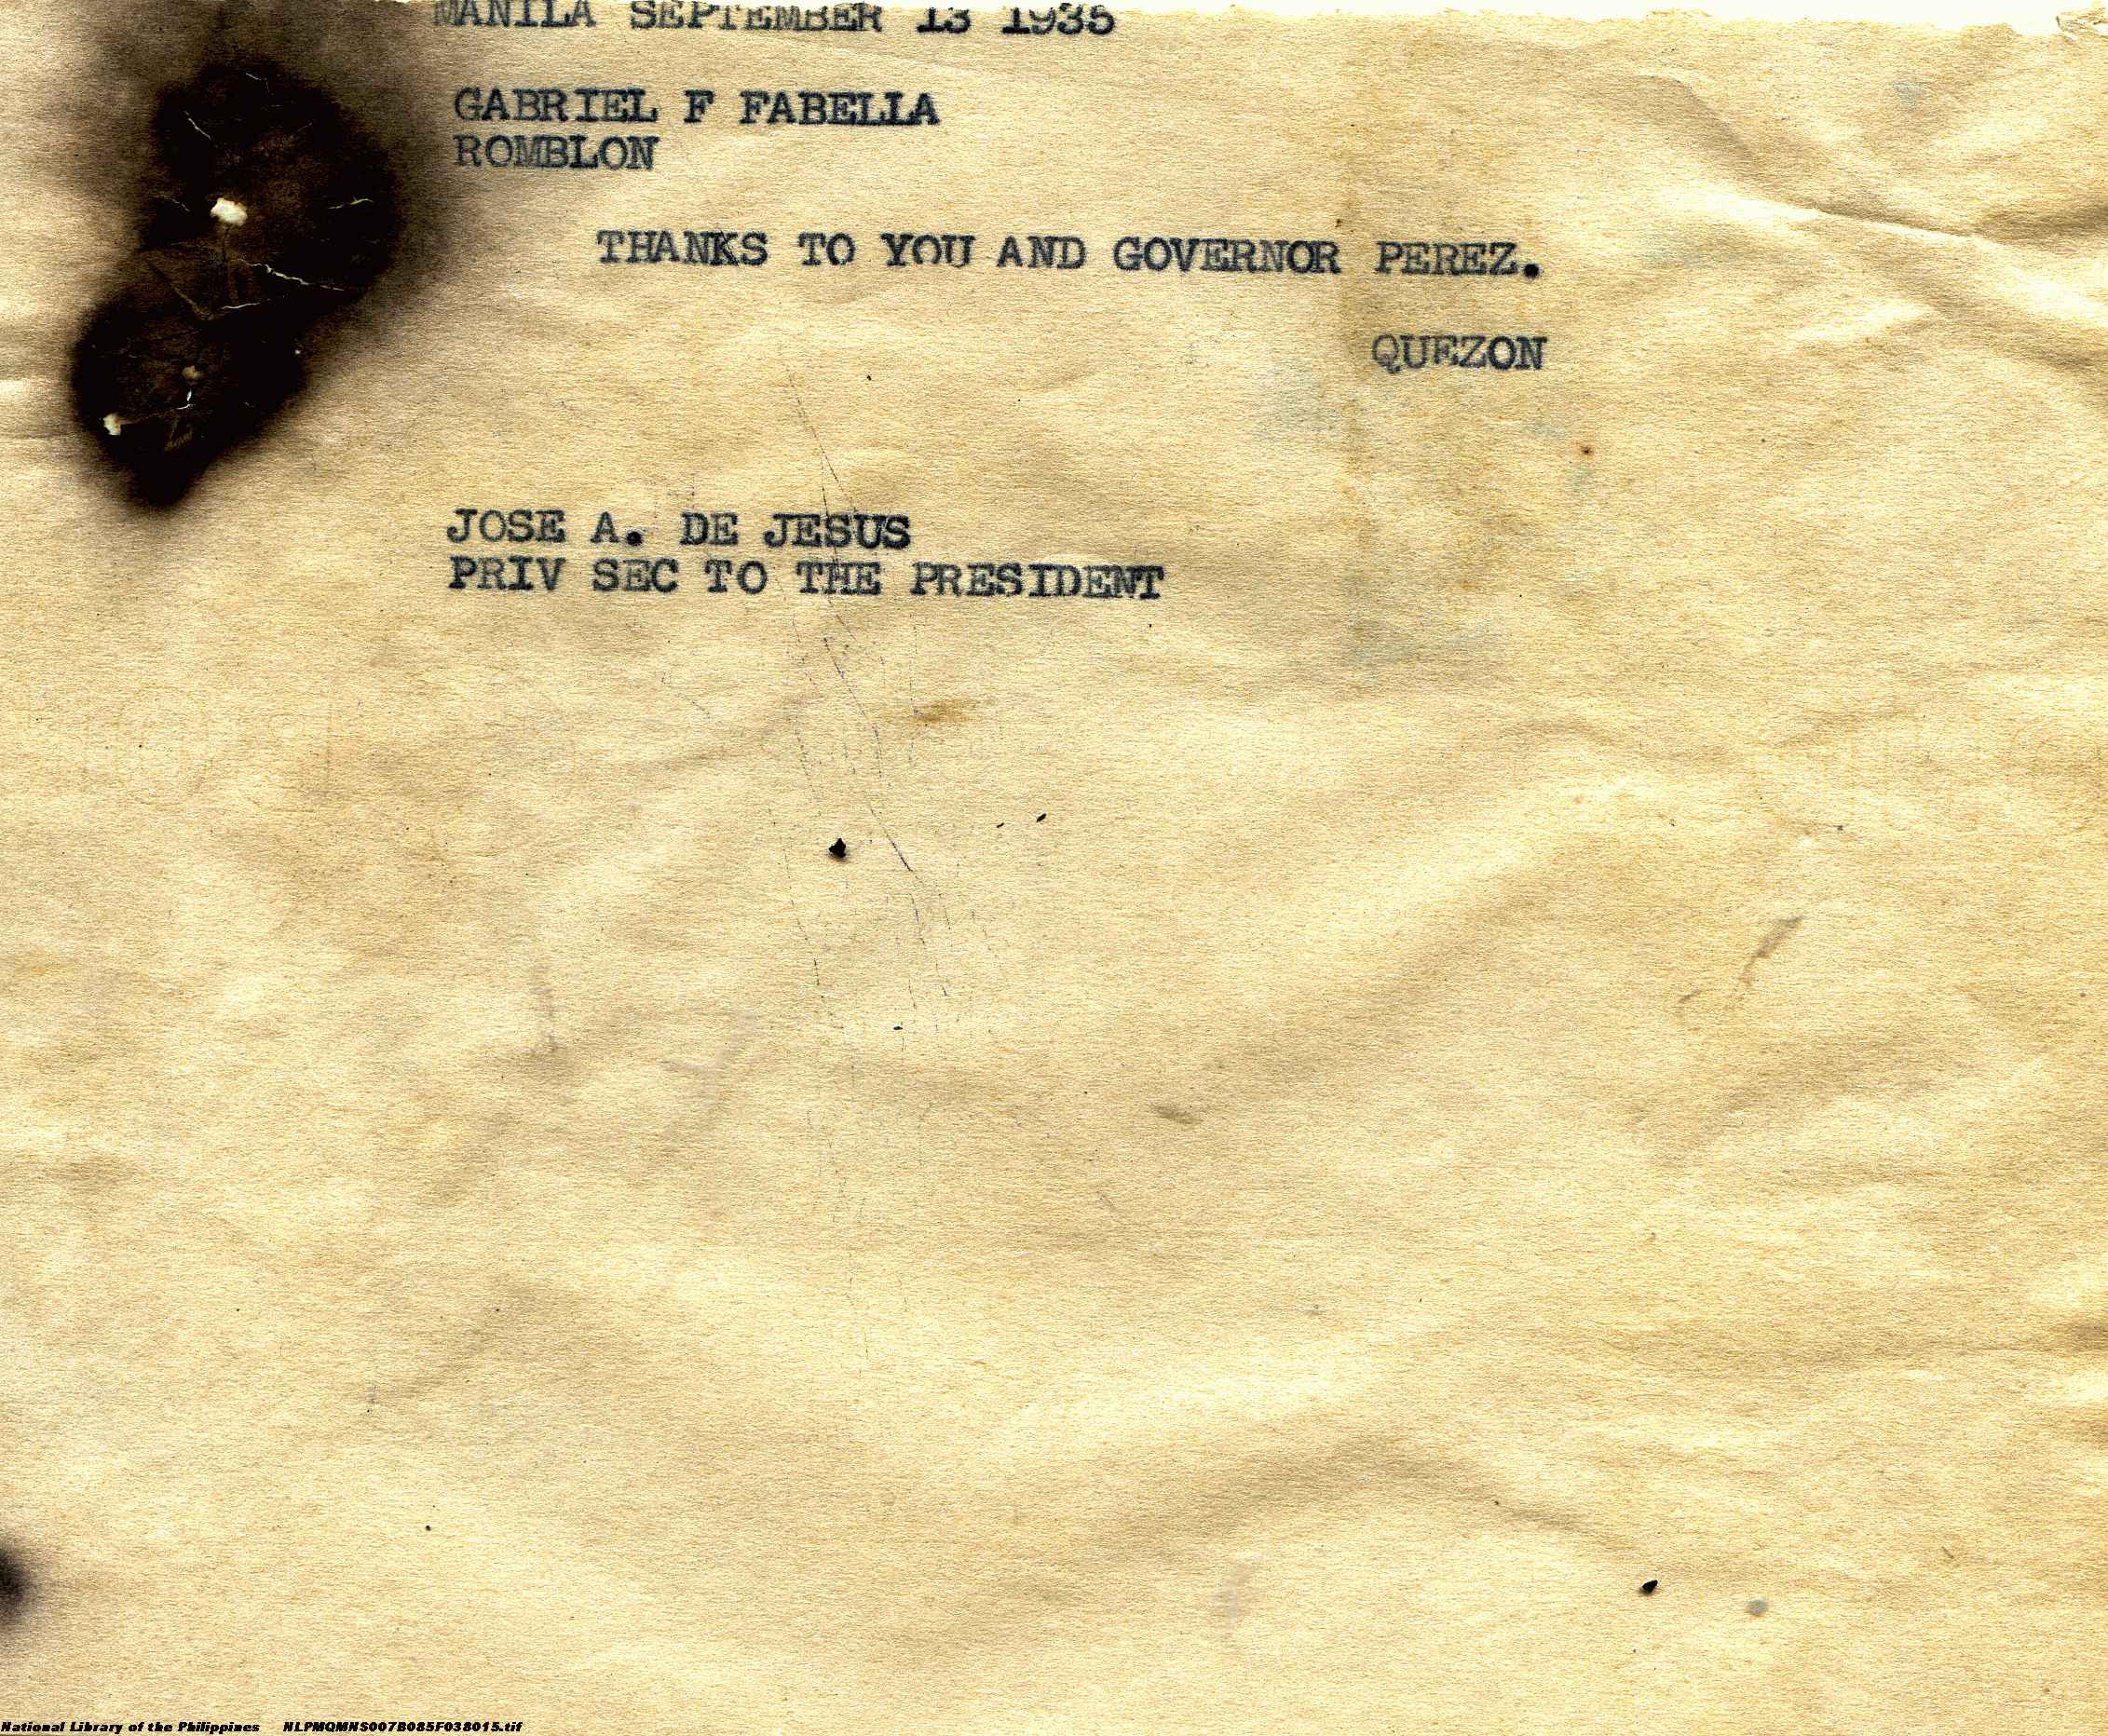 MANILA SEPTEMBER 13 1935
GABRIEL F FABELLA
ROMBLON
THANKS TO YOU AND GOVERNOR PEREZ.
QUEZON
JOSE A. DE JESUS
PRIV SEC TO THE PRESIDENT
National Library of the Philippines NLPMQMNS007B085F038015.tif